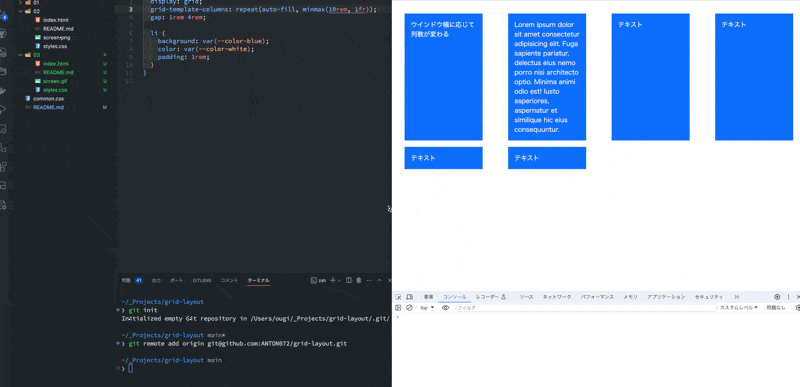 01
02
index.html
README.md
screen.png
styles.css
03
index.html
README.md
screen.gif
styles.css
common.css
README.md
M
display: grid;
3 grid-template-columns: repeat(auto-fill, minmax(10rem, 1fr));
4 gap: 1rem 4rem;
5
6 li {
7 background: var(--color-blue);
8 color: var(--color-white);
9 padding: 1rem;
10 }
11 }
12
問題 41 出力 ポート GITLENS コメント ターミナル
zsh
~/_Projects/grid-layout
❯ git init
Initialized empty Git repository in /Users/ougi/_Projects/grid-layout/.git/
~/_Projects/grid-layout main*
❯ git remote add origin git@github.com:ANTON072/grid-layout.git
~/_Projects/grid-layout main
❯
ウインドウ幅に応じて
列数が変わる
Lorem ipsum dolor
sit amet consectetur
adipisicing elit. Fuga
sapiente pariatur,
delectus eius nemo
porro nisi architecto
optio. Minima animi
odio est! Iusto
asperiores,
aspernatur et
similique hic eius
consequuntur.
テキスト
テキスト
テキスト
テキスト
要素 コンソール レコーダー ソース ネットワーク パフォーマンス メモリ アプリケーション セキュリティ »
top フィルタ カスタムレベル 問題なし